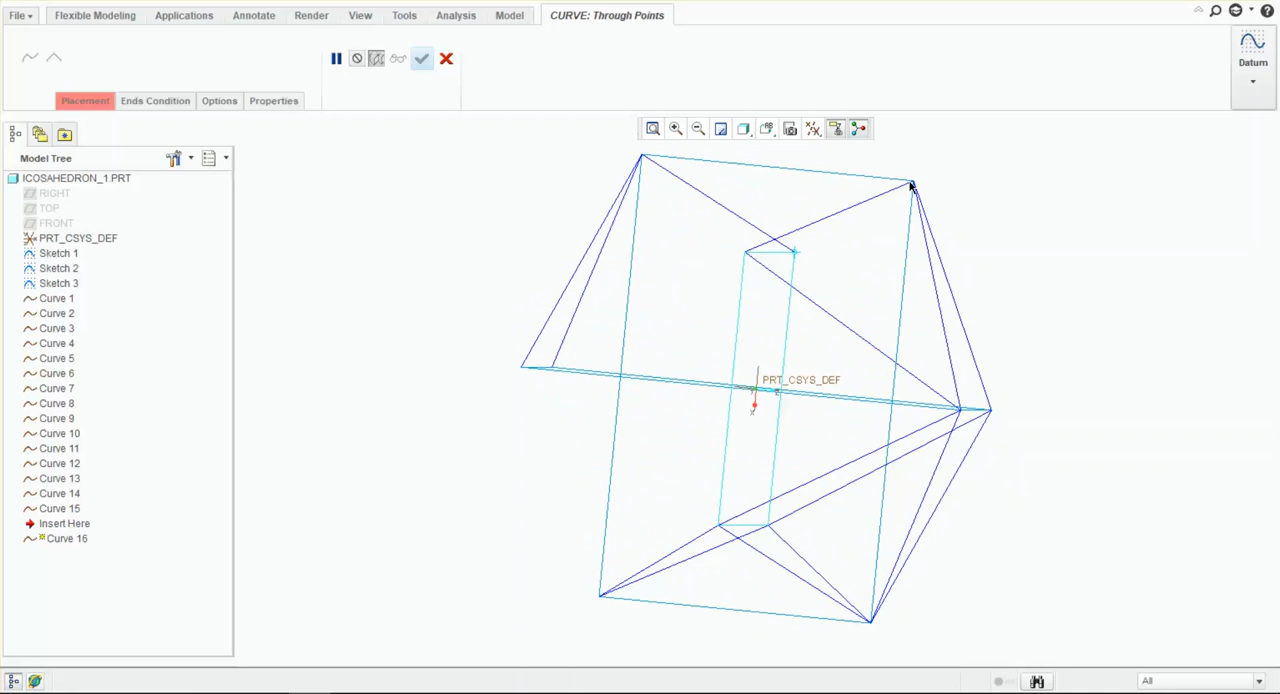 File Flexible Modeling Applications Annotate Render View Tools Analysis Model CURVE: Through Points
Datum
Placement Ends Condition Options Properties
Model Tree
ICOSAHEDRON_1.PRT
RIGHT
TOP
FRONT
PRT_CSYS_DEF
Sketch 1
Sketch 2
Sketch 3
Curve 1
Curve 2
Curve 3
Curve 4
Curve 5
Curve 6
Curve 7
Curve 8
Curve 9
Curve 10
Curve 11
Curve 12
Curve 13
Curve 14
Curve 15
Insert Here
Curve 16
PRT_CSYS_DEF
X
All